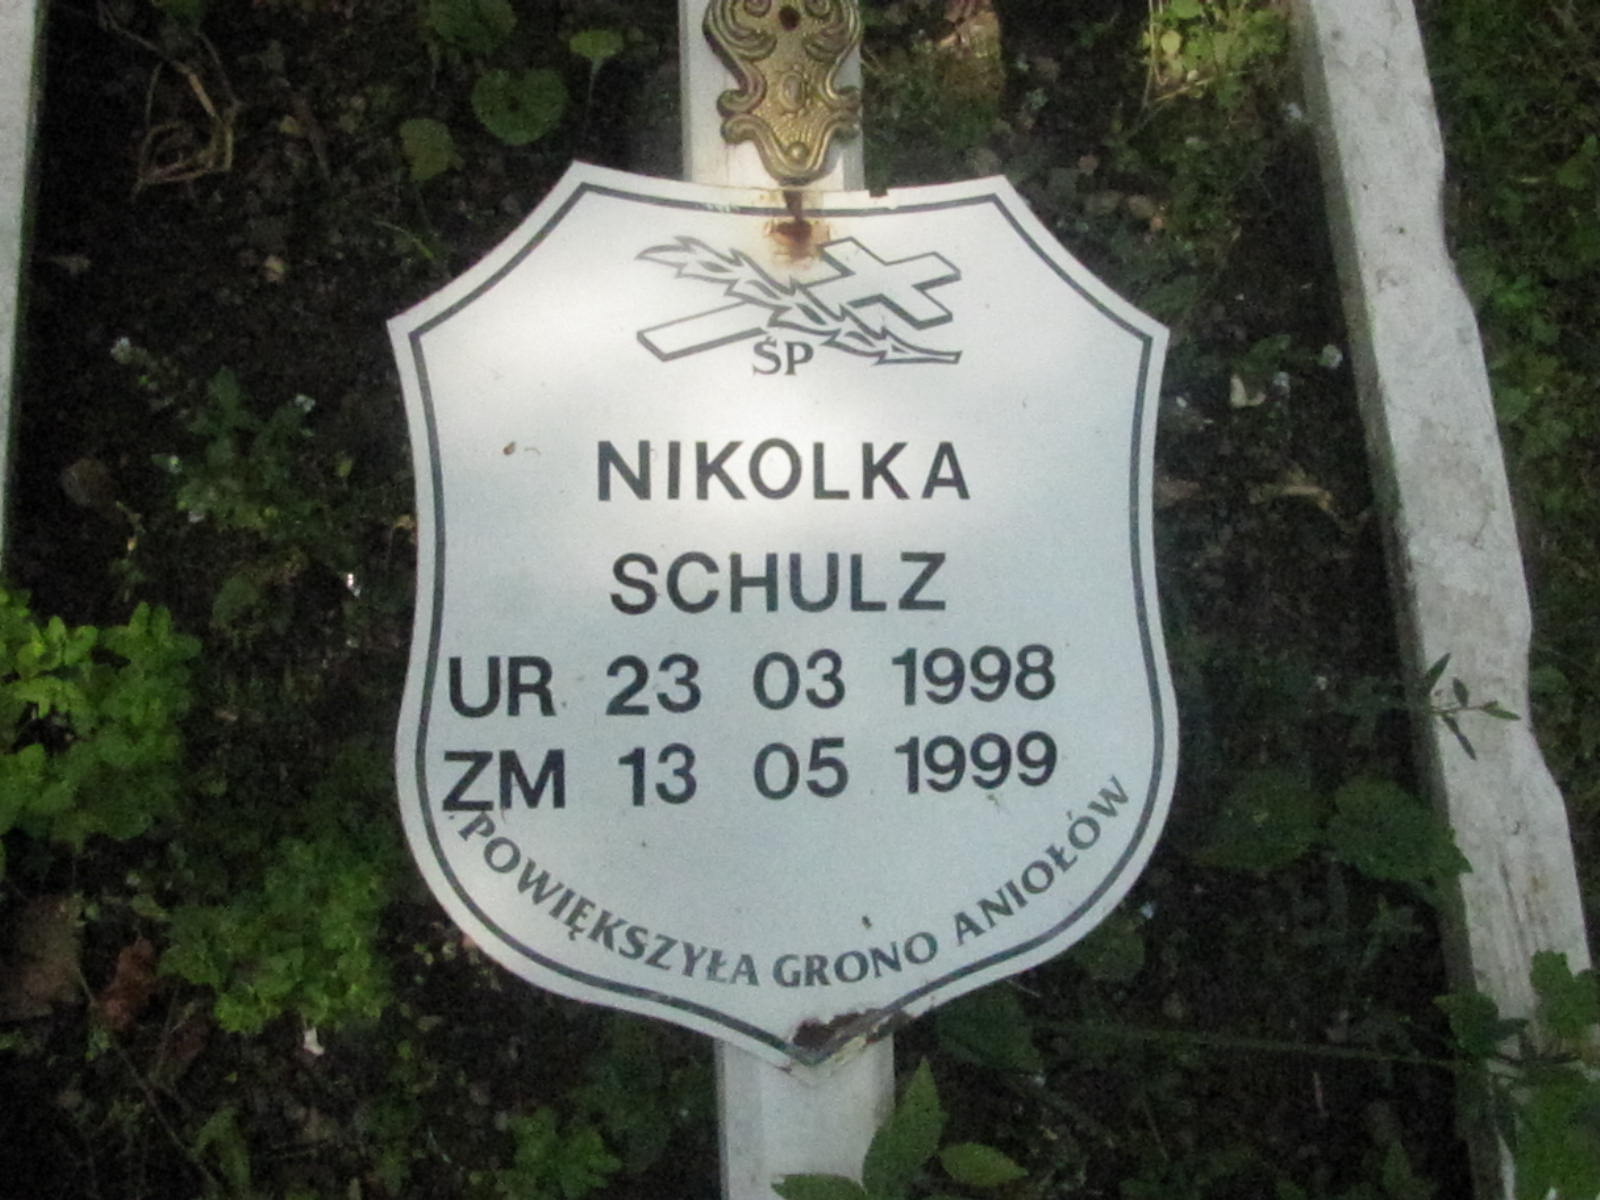 ŚP
NIKOLKA
SCHULZ
UR 23 03 1998
ZM 13 05 1999
POWIĘKSZYŁA GRONO ANIOŁÓW